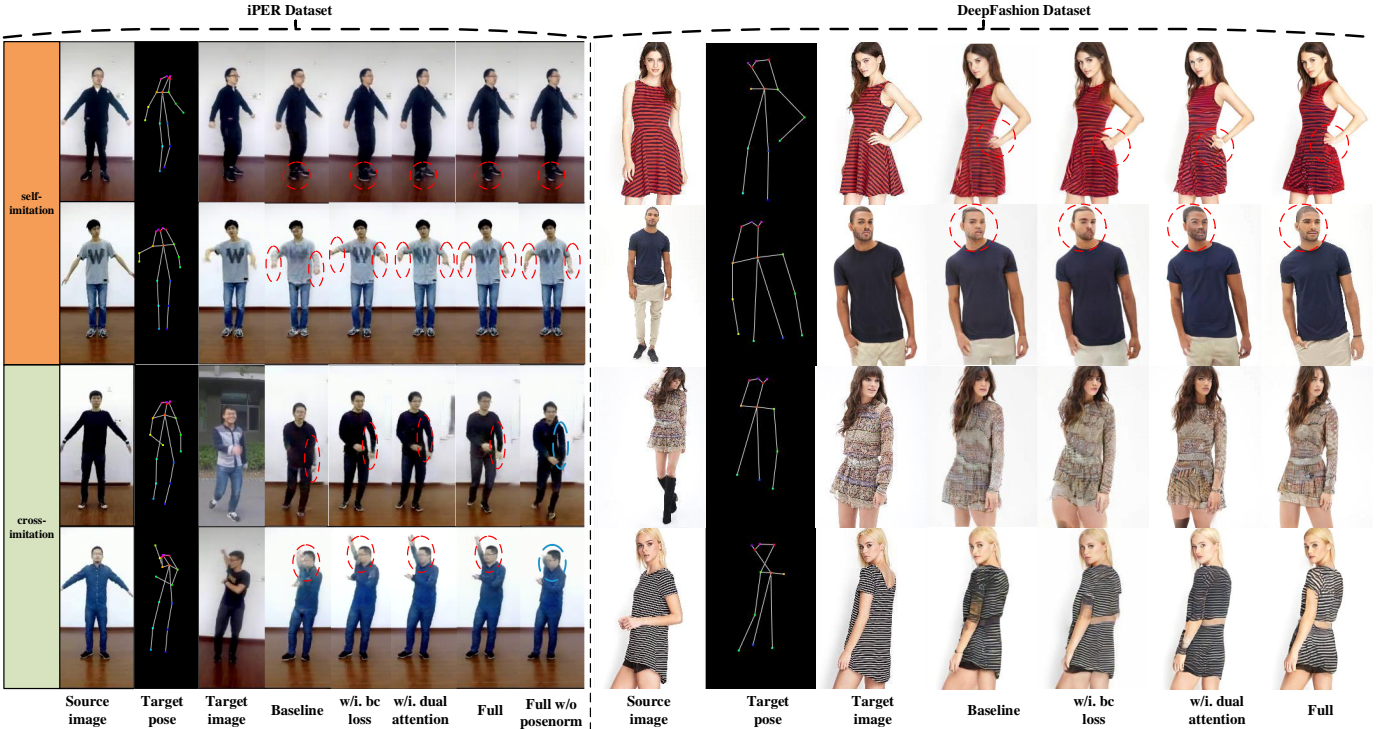 iPER Dataset
DeepFashion Dataset
self-
imitation
W W W W W W W
cross-
imitation
Source
image
Target
pose
Target
image
Baseline
w/i. bc
loss
w/i. dual
attention
Full
Full w/o
posenorm
Source
image
Target
pose
Target
image
Baseline
w/i. bc
loss
w/i. dual
attention
Full